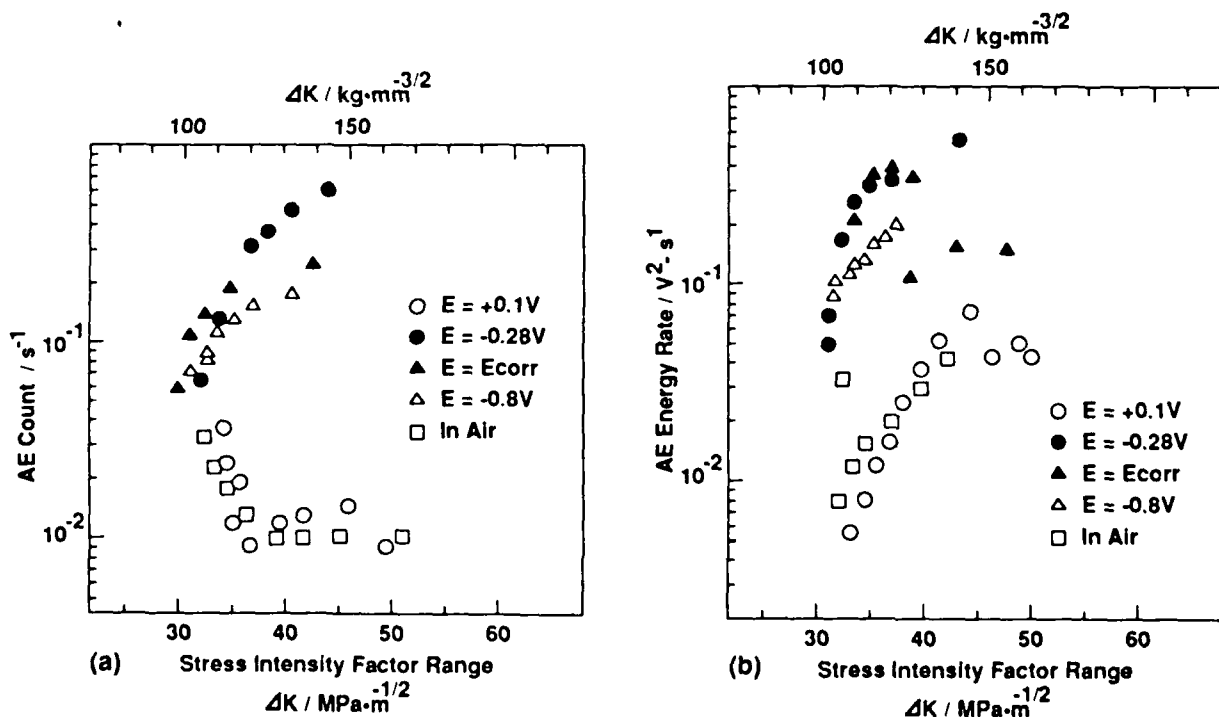 ΔK / kg•mm-3/2
100 150
10-1
10-2
AE Count / s-1
○ E = +0.1V
● E = -0.28V
▲ E = Ecorr
△ E = -0.8V
□ In Air
30 40 50 60
(a) Stress Intensity Factor Range
ΔK / MPa•m-1/2
ΔK / kg•mm-3/2
100 150
100
10-1
10-2
AE Energy Rate / V2- s1
○ E = +0.1V
● E = -0.28V
▲ E = Ecorr
△ E = -0.8V
□ In Air
30 40 50 60
(b) Stress Intensity Factor Range
ΔK / MPa•m-1/2